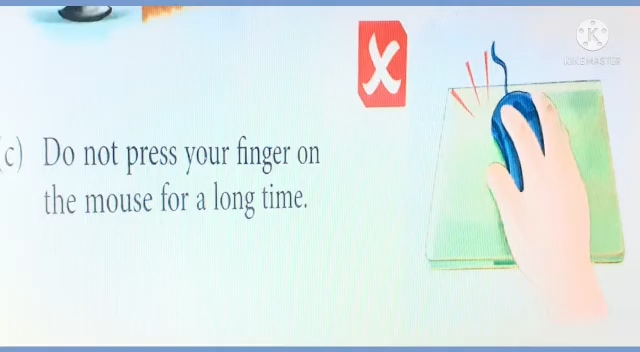 (c) Do not press your finger on
the mouse for a long time.
X
K
KINEMASTER